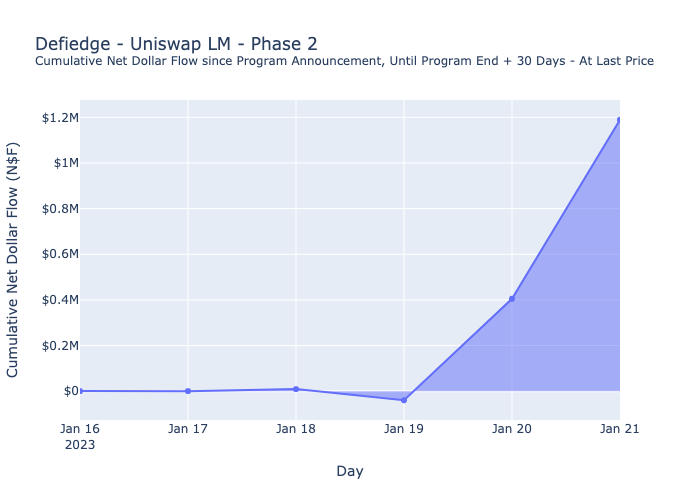 Defiedge - Uniswap LM - Phase 2
Cumulative Net Dollar Flow since Program Announcement, Until Program End + 30 Days - At Last Price
Cumulative Net Dollar Flow (N$F)
$1.2M
$1M
$0.8M
$0.6M
$0.4M
$0.2M
$0
Jan 16
2023
Jan 17
Jan 18
Jan 19
Jan 20
Jan 21
Day